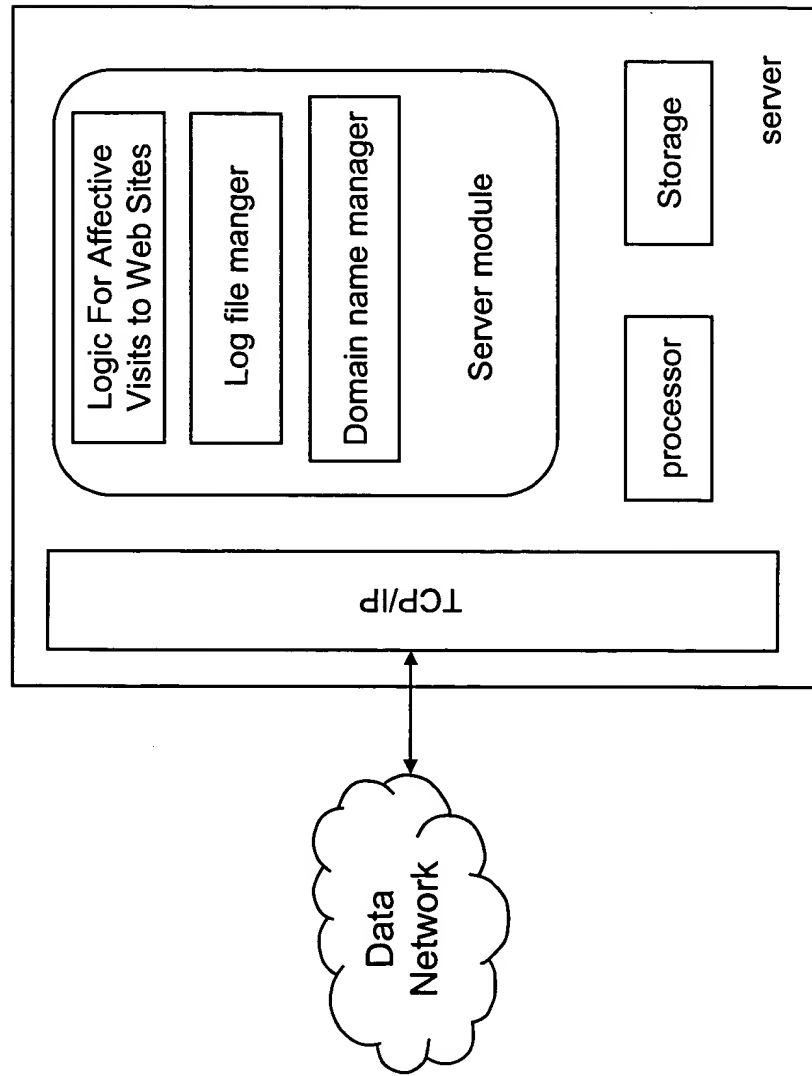 Data
Network
TCP/IP
Logic For Affective
Visits to Web Sites
Log file manger
Domain name manager
Server module
processor
Storage
server